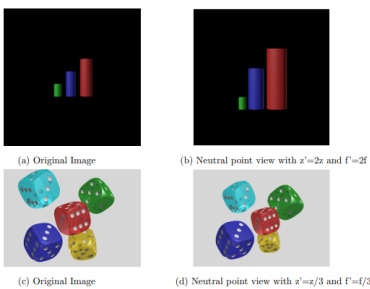 (a) Original Image
(b) Neutral point view with z'=2z and f'=2f
(c) Original Image
(d) Neutral point view with z'=z/3 and f'=f/3